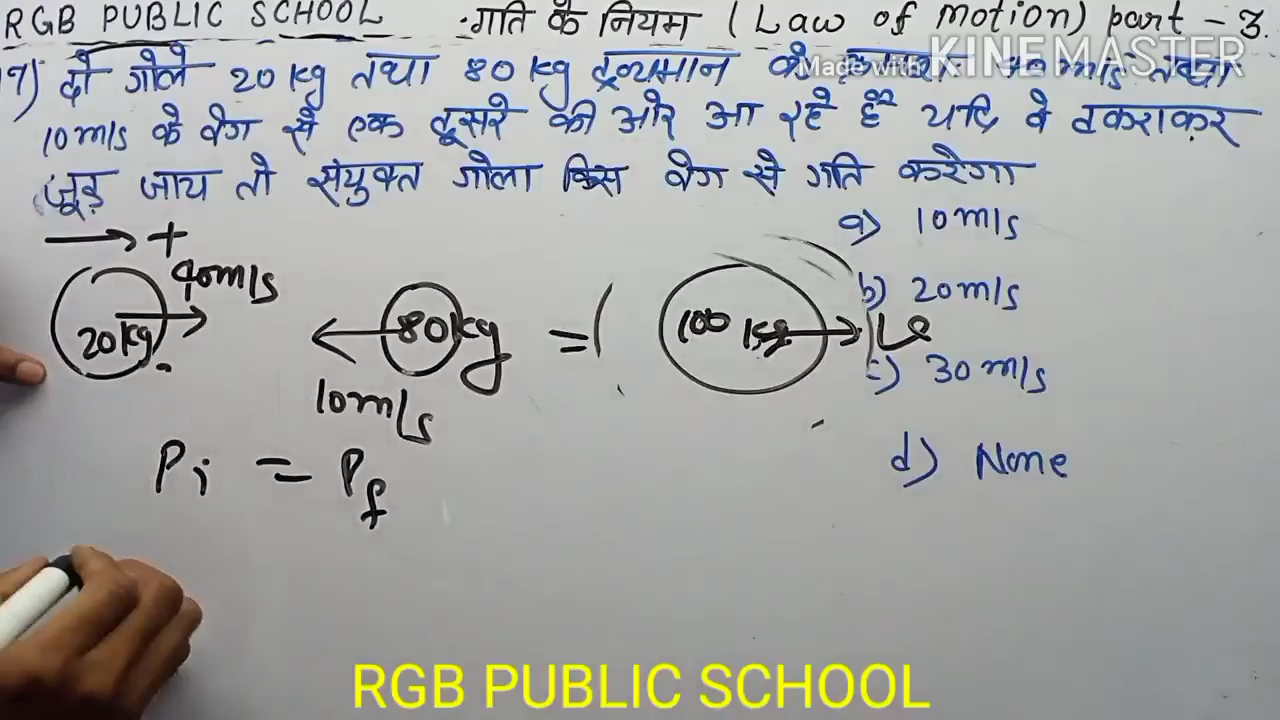 RGB PUBLIC SCHOOL • गति के नियम (Law of motion) part - 3.
दो गोले 20 kg तथा 80 kg द्रव्यमान के m/s तथा
Made with KINEMASTER
10 m/s के वेग से एक दूसरे की ओर आ रहे हैं यदि वे टकराकर
जूड़ जाय तो संयुक्त गोला किस वेग से गति करेगा
a) 10 m/s
+
40 m/s
b) 20 m/s
20 kg
80 kg
=
100 kg
c) 30 m/s
10 m/s
Pi = Pf
d) None
RGB PUBLIC SCHOOL